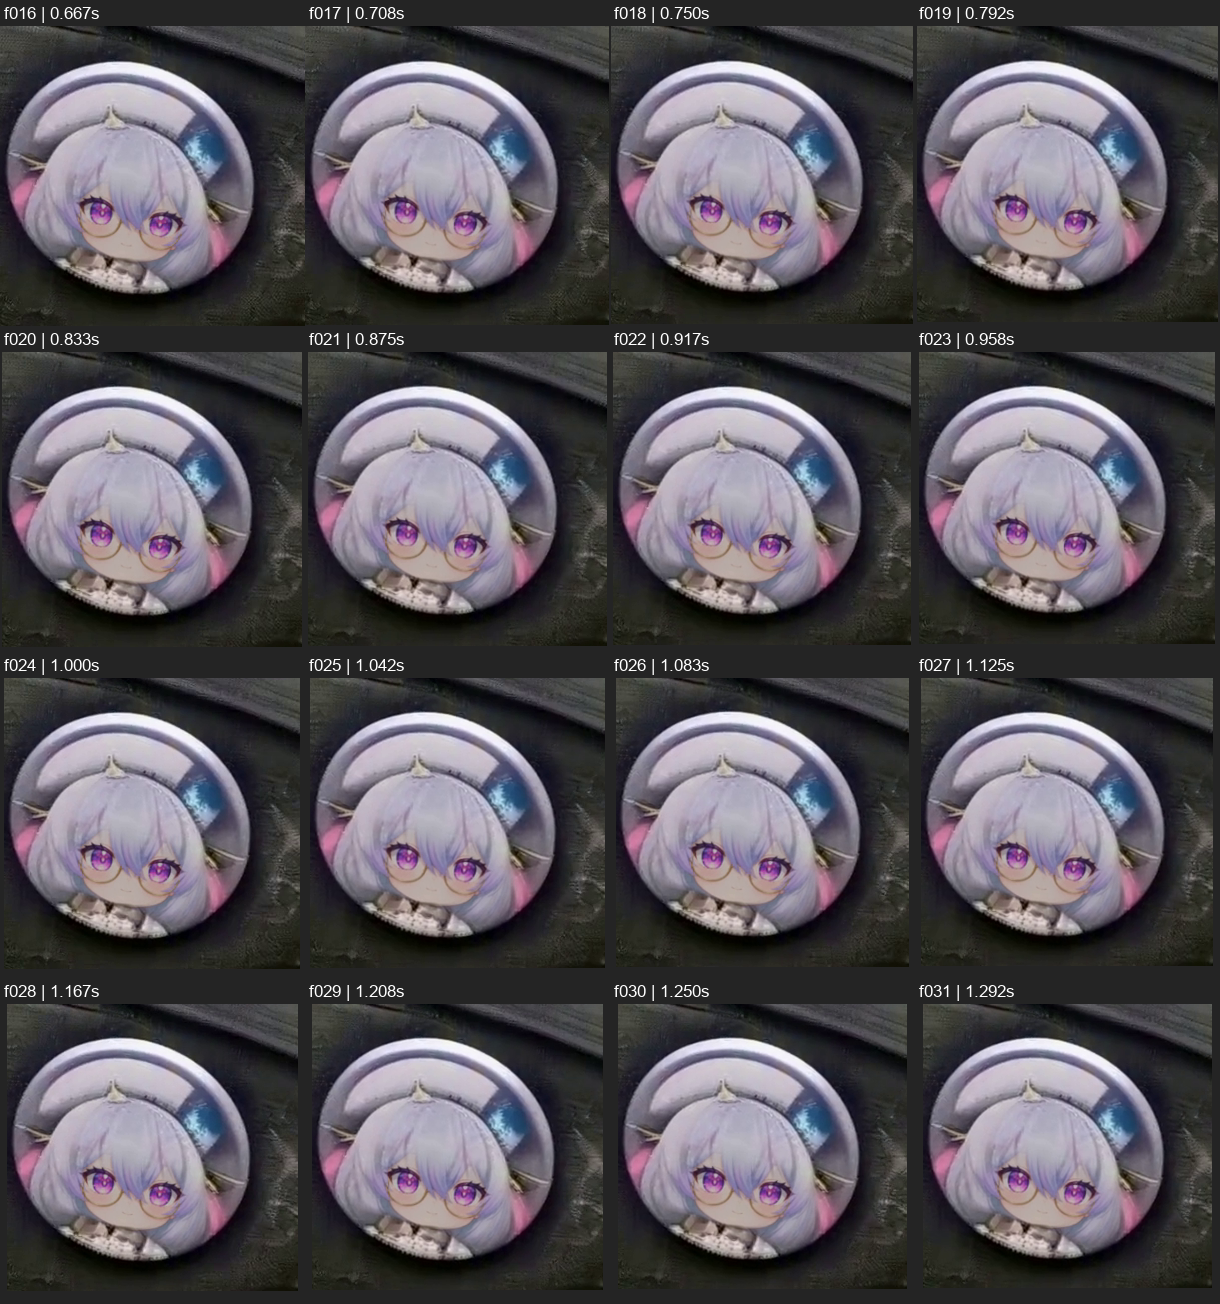 f016 | 0.667s
f017 | 0.708s
f018 | 0.750s
f019 | 0.792s
f020 | 0.833s
f021 | 0.875s
f022 | 0.917s
f023 | 0.958s
f024 | 1.000s
f025 | 1.042s
f026 | 1.083s
f027 | 1.125s
f028 | 1.167s
f029 | 1.208s
f030 | 1.250s
f031 | 1.292s